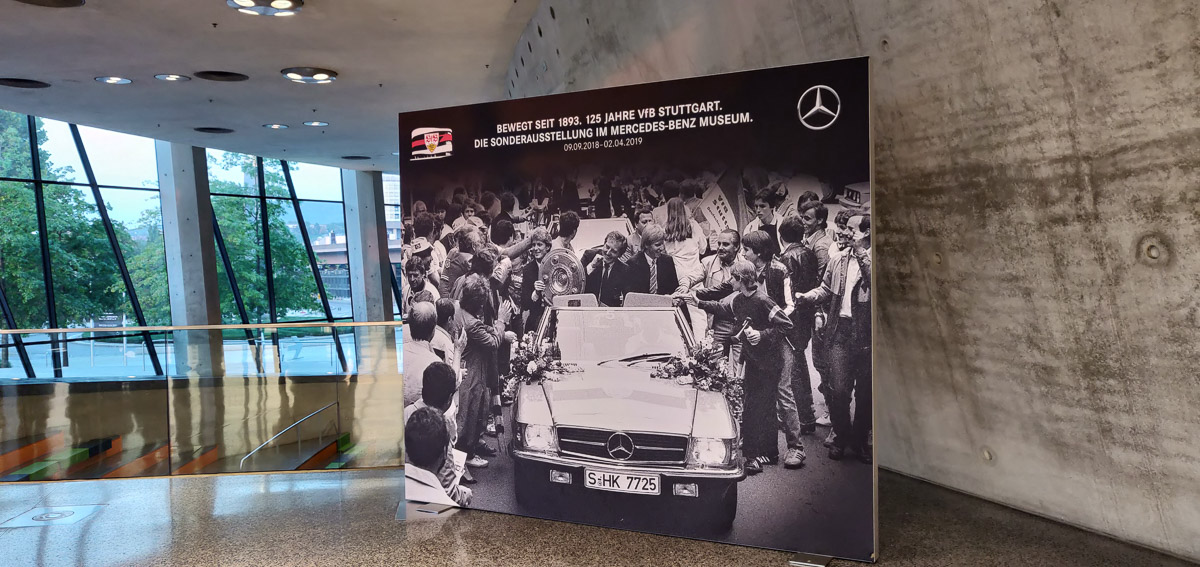 BEWEGT SEIT 1893. 125 JAHRE VfB STUTTGART.
DIE SONDERAUSSTELLUNG IM MERCEDES-BENZ MUSEUM.
09.09.2018-02.04.2019
S-HK 7725